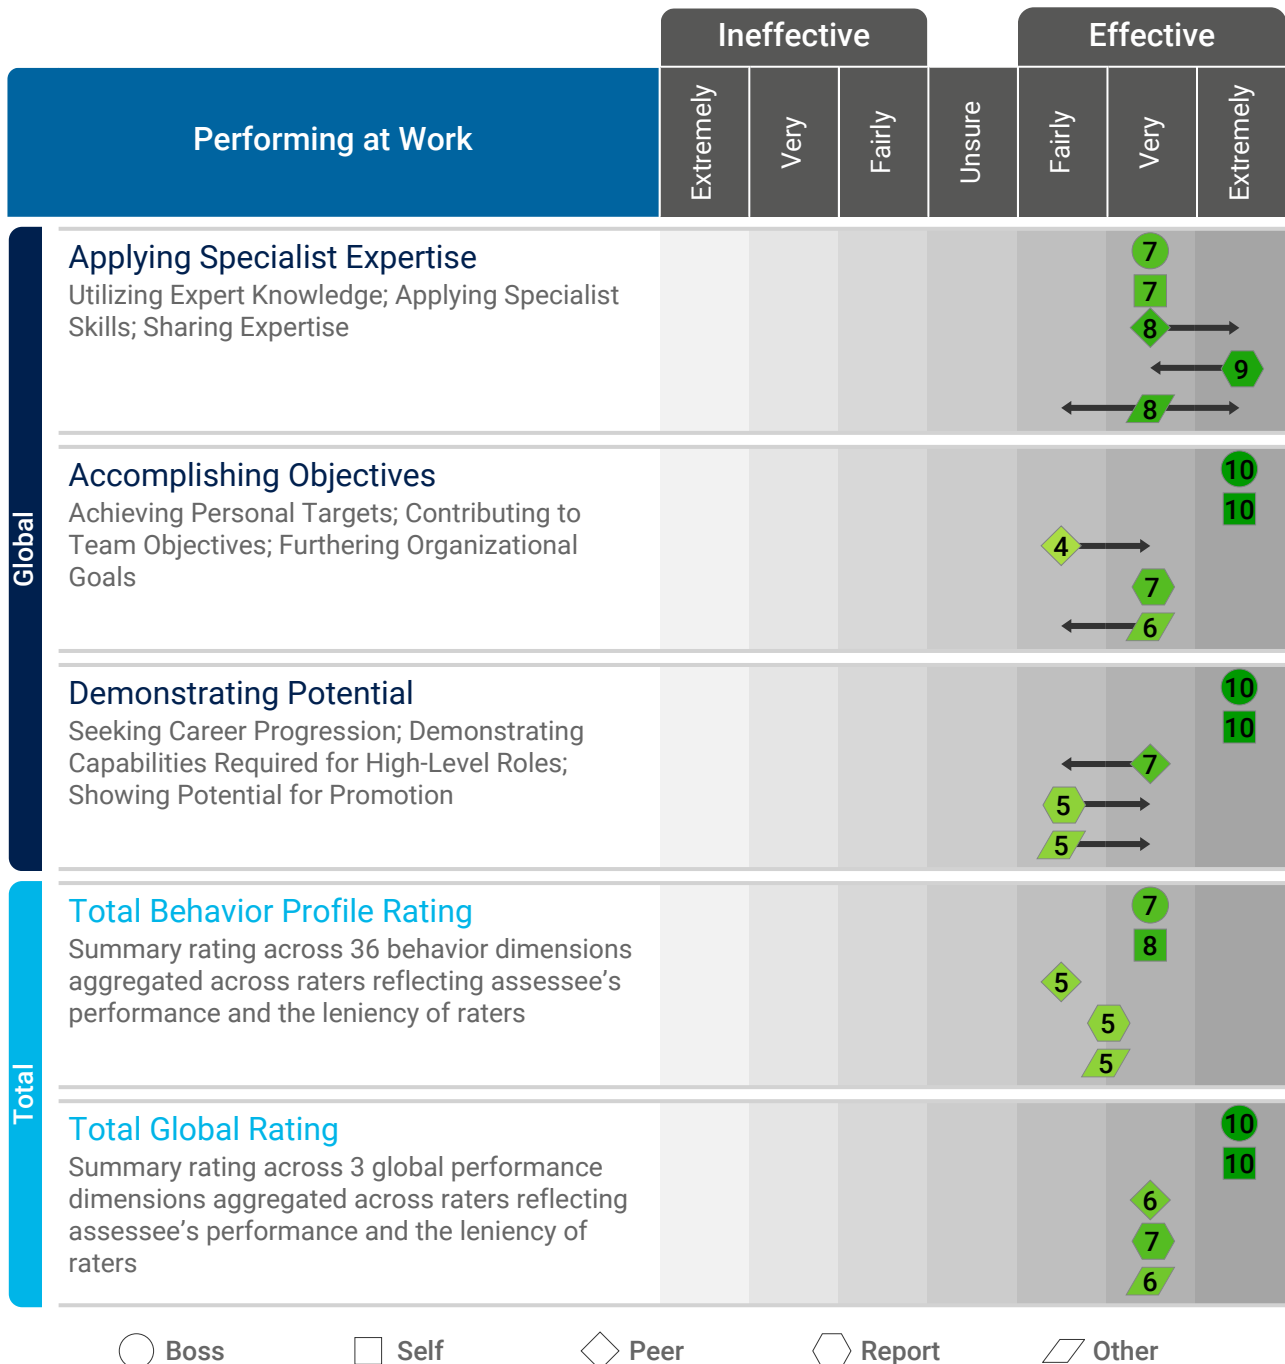 Ineffective
Effective
Performing at Work
Extremely
Very
Fairly
Unsure
Fairly
Very
Extremely
Global
Applying Specialist Expertise
Utilizing Expert Knowledge; Applying Specialist
Skills; Sharing Expertise
7
7
8
9
8
Accomplishing Objectives
Achieving Personal Targets; Contributing to
Team Objectives; Furthering Organizational
Goals
10
10
4
7
6
Demonstrating Potential
Seeking Career Progression; Demonstrating
Capabilities Required for High-Level Roles;
Showing Potential for Promotion
10
10
7
5
5
Total
Total Behavior Profile Rating
Summary rating across 36 behavior dimensions
aggregated across raters reflecting assessee’s
performance and the leniency of raters
7
8
5
5
5
Total Global Rating
Summary rating across 3 global performance
dimensions aggregated across raters reflecting
assessee’s performance and the leniency of
raters
10
10
6
7
6
Boss
Self
Peer
Report
Other